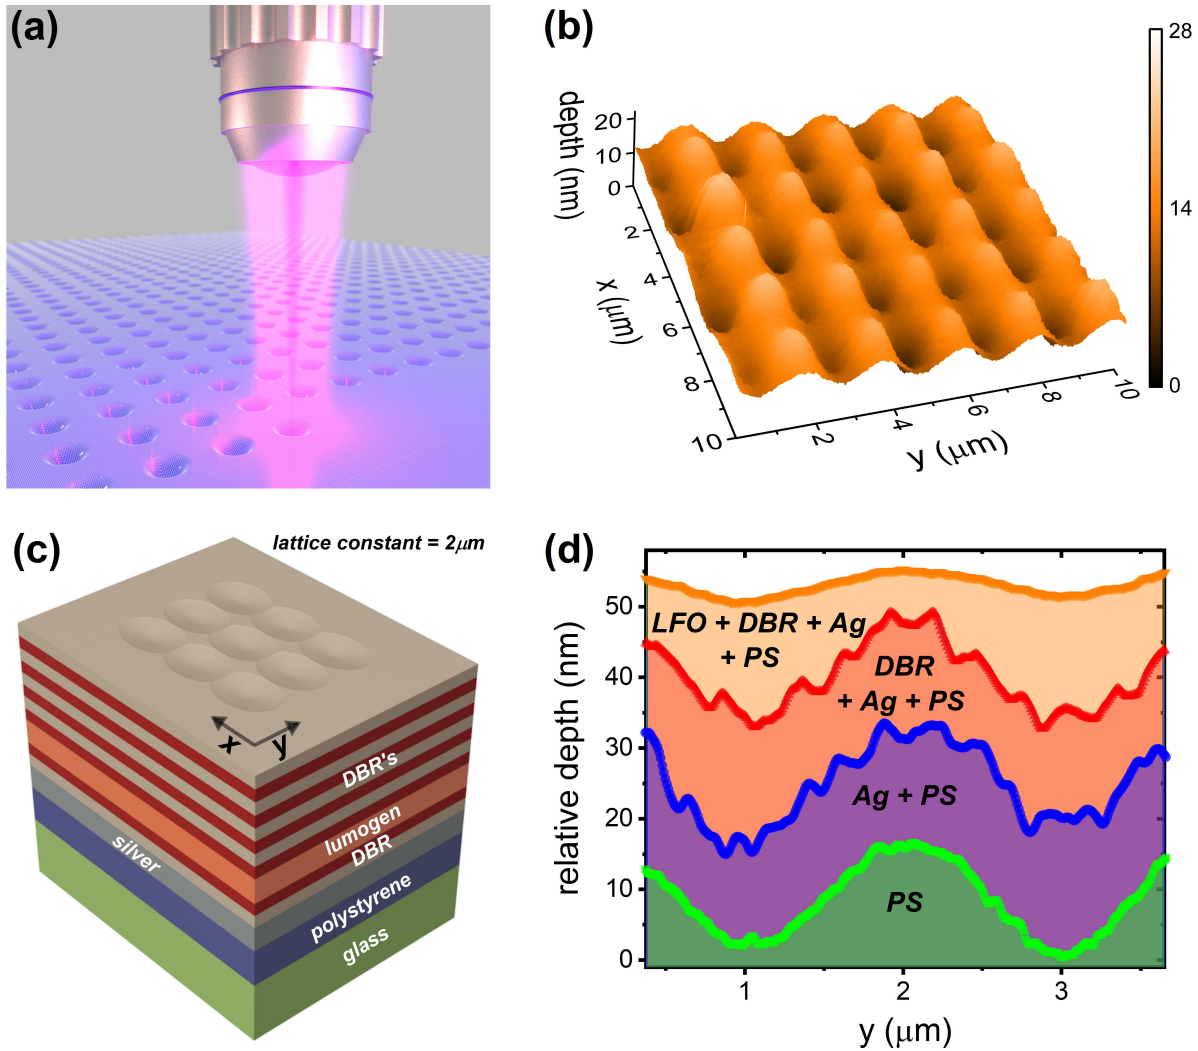 (a)
(b)
28
14
0
depth (nm)
20
10
0
2
4
6
8
10
x (μm)
2
4
6
8
10
y (μm)
(c)
lattice constant = 2μm
x
y
DBR's
lumogen
DBR
silver
polystyrene
glass
(d)
relative depth (nm)
50
40
30
20
10
0
LFO + DBR + Ag
+ PS
DBR
+ Ag + PS
Ag + PS
PS
1
2
3
y (μm)